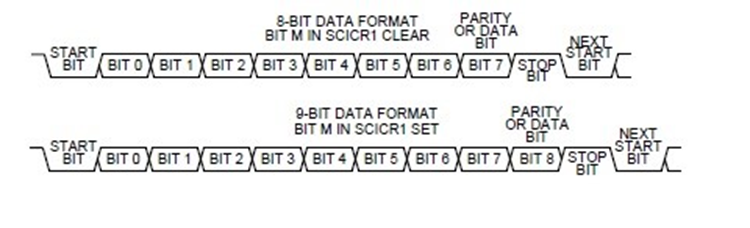 8-BIT DATA FORMAT
BIT M IN SCICR1 CLEAR
PARITY
OR DATA
BIT
START
BIT
BIT 0
BIT 1
BIT 2
BIT 3
BIT 4
BIT 5
BIT 6
BIT 7
STOP
BIT
NEXT
START
BIT
9-BIT DATA FORMAT
BIT M IN SCICR1 SET
PARITY
OR DATA
BIT
START
BIT
BIT 0
BIT 1
BIT 2
BIT 3
BIT 4
BIT 5
BIT 6
BIT 7
BIT 8
STOP
BIT
NEXT
START
BIT